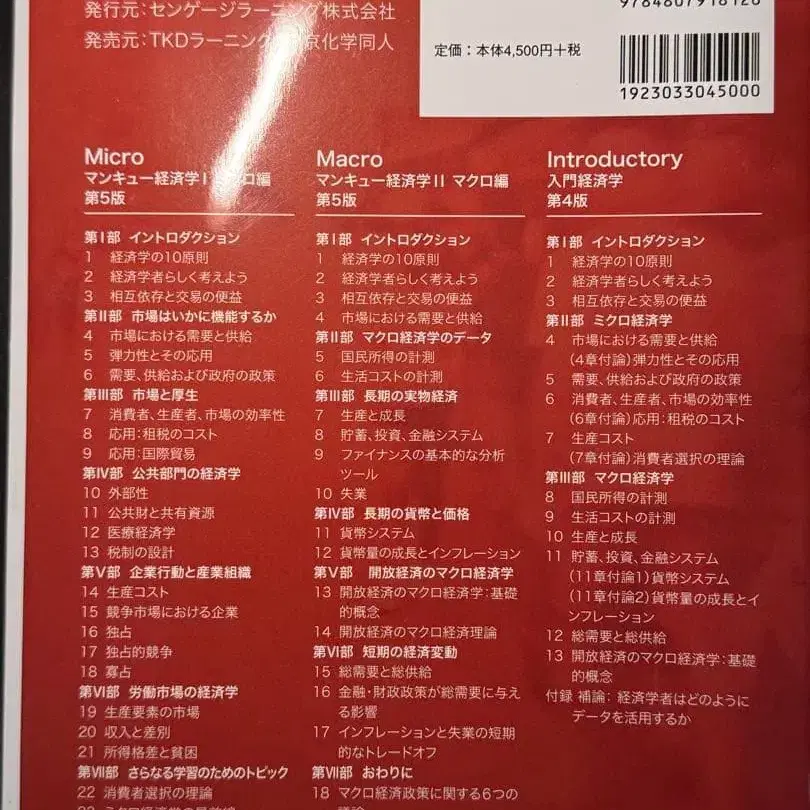 発行元：センゲージラーニング株式会社
発売元：TKDラーニング 京化学同人
定価：本体4,500円＋税
1923033045000
Micro
マンキュー経済学I ミクロ編
第5版
第I部 イントロダクション
1 経済学の10原則
2 経済学者らしく考えよう
3 相互依存と交易の便益
第II部 市場はいかに機能するか
4 市場における需要と供給
5 弾力性とその応用
6 需要、供給および政府の政策
第III部 市場と厚生
7 消費者、生産者、市場の効率性
8 応用：租税のコスト
9 応用：国際貿易
第IV部 公共部門の経済学
10 外部性
11 公共財と共有資源
12 医療経済学
13 税制の設計
第V部 企業行動と産業組織
14 生産コスト
15 競争市場における企業
16 独占
17 独占的競争
18 寡占
第VI部 労働市場の経済学
19 生産要素の市場
20 収入と差別
21 所得格差と貧困
第VII部 さらなる学習のためのトピック
22 消費者選択の理論
Macro
マンキュー経済学II マクロ編
第5版
第I部 イントロダクション
1 経済学の10原則
2 経済学者らしく考えよう
3 相互依存と交易の便益
4 市場における需要と供給
第II部 マクロ経済学のデータ
5 国民所得の計測
6 生活コストの計測
第III部 長期の実物経済
7 生産と成長
8 貯蓄、投資、金融システム
9 ファイナンスの基本的な分析
ツール
10 失業
第IV部 長期の貨幣と価格
11 貨幣システム
12 貨幣量の成長とインフレーション
第V部 開放経済のマクロ経済学
13 開放経済のマクロ経済学：基礎
的概念
14 開放経済のマクロ経済理論
第VI部 短期の経済変動
15 総需要と総供給
16 金融・財政政策が総需要に与え
る影響
17 インフレーションと失業の短期
的なトレードオフ
第VII部 おわりに
18 マクロ経済政策に関する6つの
Introductory
入門経済学
第4版
第I部 イントロダクション
1 経済学の10原則
2 経済学者らしく考えよう
3 相互依存と交易の便益
第II部 ミクロ経済学
4 市場における需要と供給
（4章付論）弾力性とその応用
5 需要、供給および政府の政策
6 消費者、生産者、市場の効率性
（6章付論）応用：租税のコスト
7 生産コスト
（7章付論）消費者選択の理論
第III部 マクロ経済学
8 国民所得の計測
9 生活コストの計測
10 生産と成長
11 貯蓄、投資、金融システム
（11章付論1）貨幣システム
（11章付論2）貨幣量の成長とイ
ンフレーション
12 総需要と総供給
13 開放経済のマクロ経済学：基礎
的概念
付録 補論：経済学者はどのように
データを活用するか